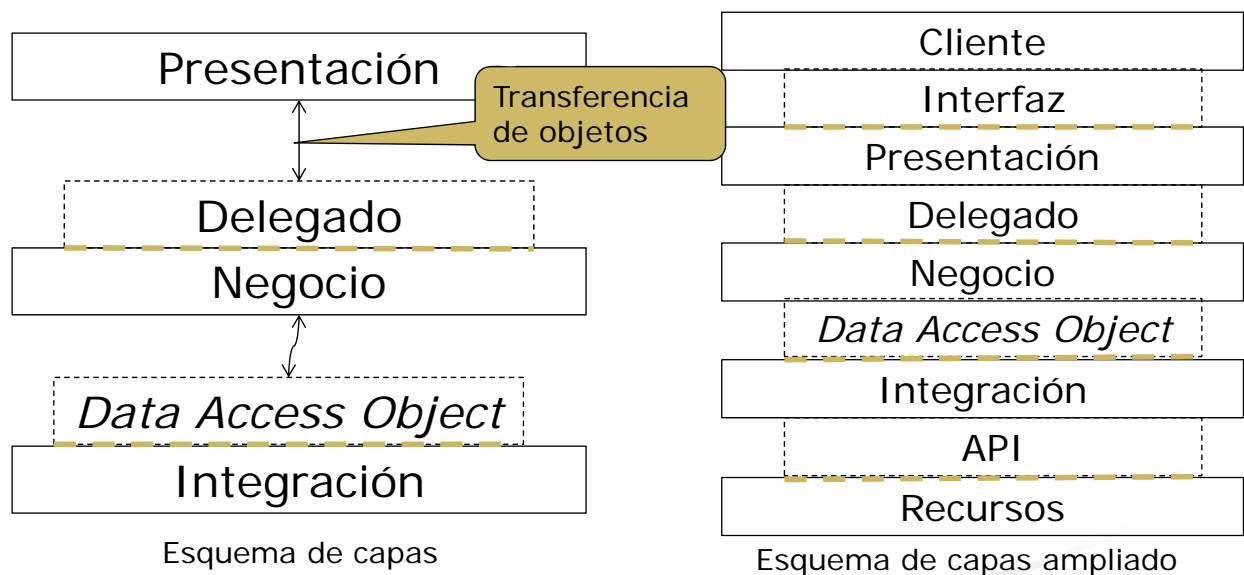 Presentación
Transferencia
de objetos
Delegado
Negocio
Data Access Object
Integración
Esquema de capas
Cliente
Interfaz
Presentación
Delegado
Negocio
Data Access Object
Integración
API
Recursos
Esquema de capas ampliado